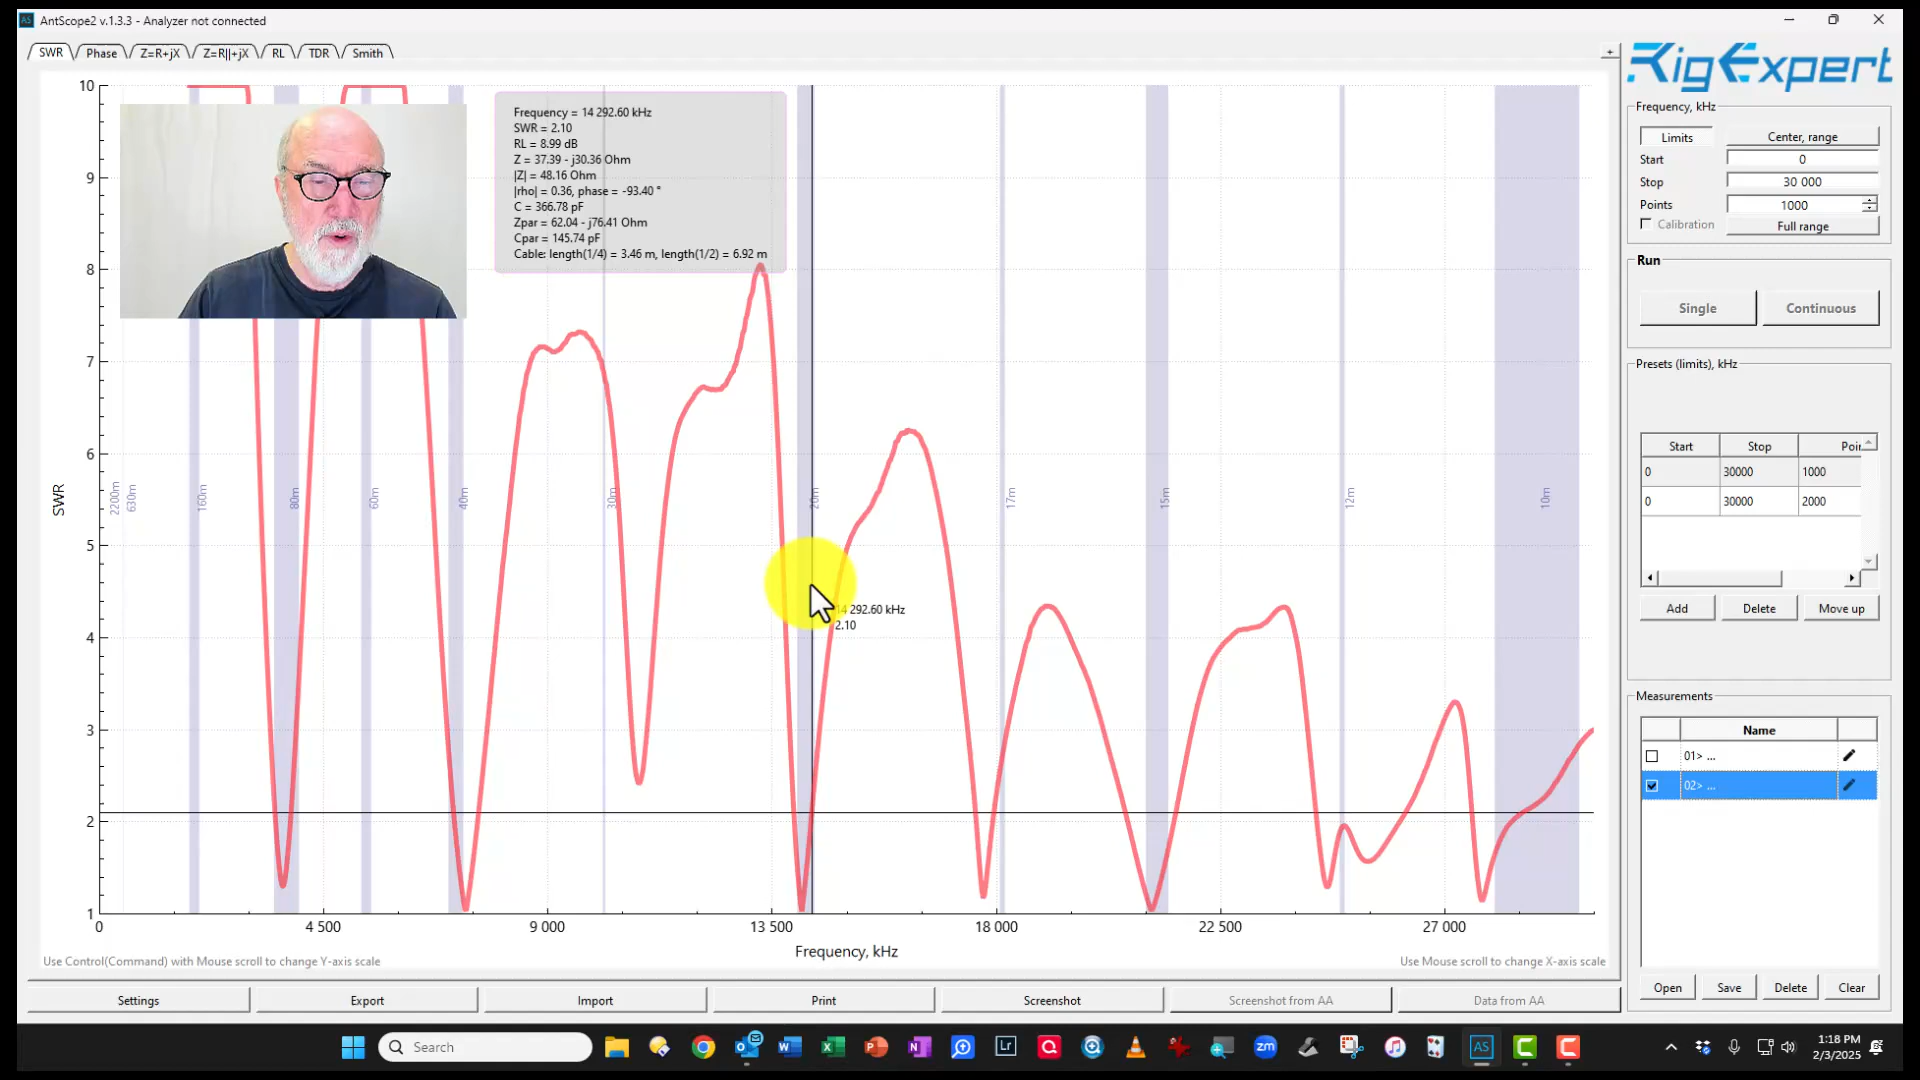 AS AntScope2 v.1.3.3 - Analyzer not connected
SWR Phase Z=R+jX Z=R||+jX RL TDR Smith
+
RigExpert
10
9
8
7
6
5
4
3
2
1
SWR
Frequency = 14 292.60 kHz
SWR = 2.10
RL = 8.99 dB
Z = 37.39 - j30.36 Ohm
|Z| = 48.16 Ohm
|rho| = 0.36, phase = -93.40 °
C = 366.78 pF
Zpar = 62.04 - j76.41 Ohm
Cpar = 145.74 pF
Cable: length(1/4) = 3.46 m, length(1/2) = 6.92 m
2200m 630m 160m 80m 60m 40m 30m 20m 17m 15m 12m 10m
14 292.60 kHz
2.10
0 4 500 9 000 13 500 18 000 22 500 27 000
Frequency, kHz
Use Control(Command) with Mouse scroll to change Y-axis scale
Use Mouse scroll to change X-axis scale
Settings Export Import Print Screenshot Screenshot from AA Data from AA
Frequency, kHz
Limits Center, range
Start 0
Stop 30 000
Points 1000
Calibration Full range
Run
Single Continuous
Presets (limits), kHz
Start Stop Poir
0 30000 1000
0 30000 2000
Add Delete Move up
Measurements
Name
01> ...
02> ...
Open Save Delete Clear
Search
Lr
zm
AS
1:18 PM
2/3/2025